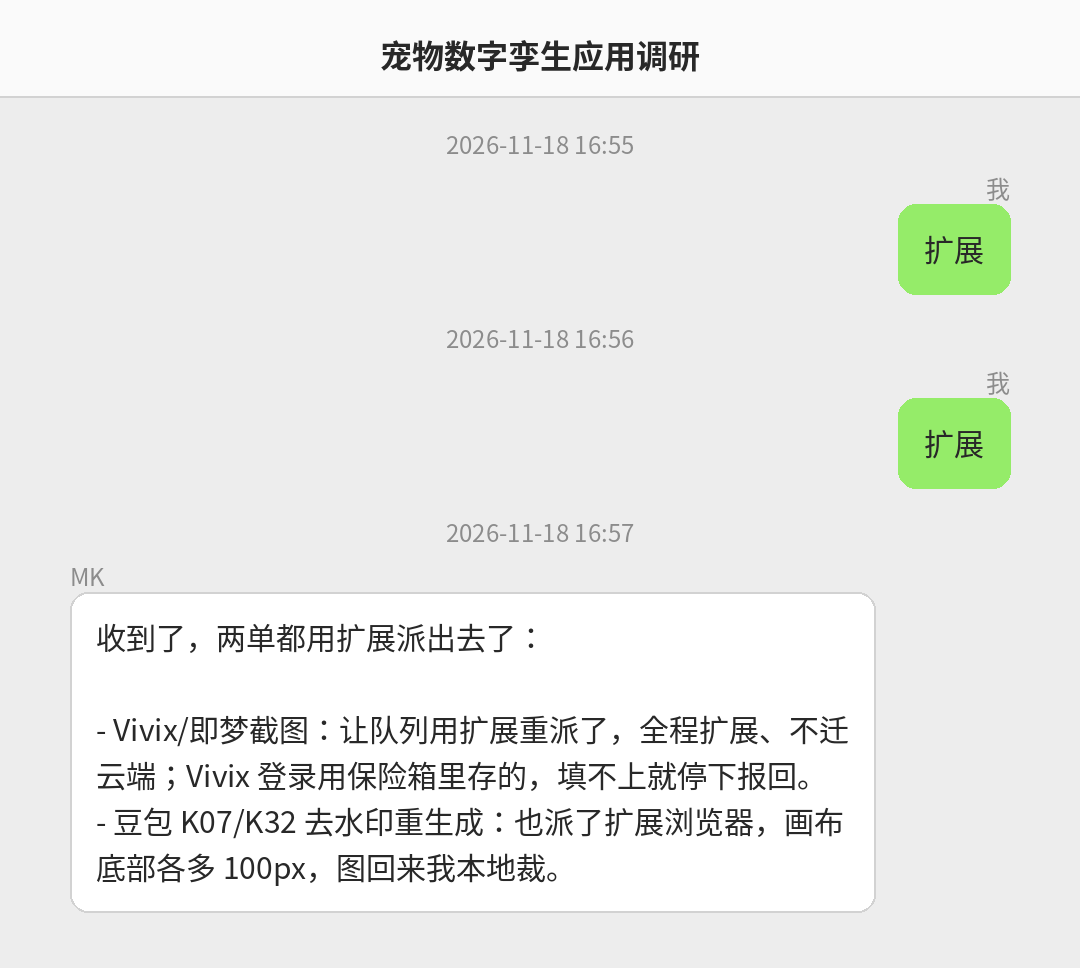 宠物数字孪生应用调研
2026-11-18 16:55
我
扩展
2026-11-18 16:56
我
扩展
2026-11-18 16:57
MK
收到了，两单都用扩展派出去了：
- Vivix/即梦截图：让队列用扩展重派了，全程扩展、不迁
云端；Vivix 登录用保险箱里存的，填不上就停下报回。
- 豆包 K07/K32 去水印重生成：也派了扩展浏览器，画布
底部各多 100px，图回来我本地裁。